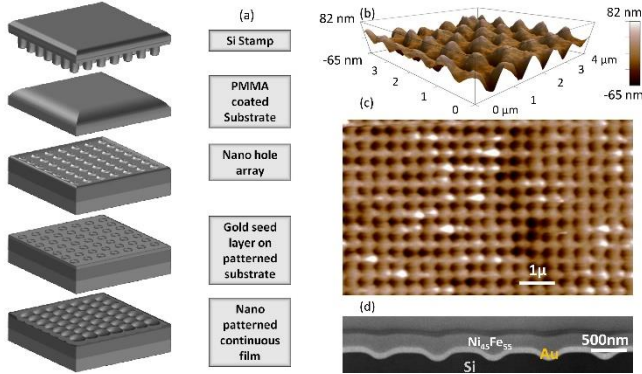 (a)
Si Stamp
PMMA
coated
Substrate
Nano hole
array
Gold seed
layer on
patterned
substrate
Nano
patterned
continuous
film
(b)
82 nm
-65 nm
3
2
1
0
0 μm
1
2
3
4 μm
82 nm
-65 nm
(c)
1μ
(d)
Ni45Fe55
Au
Si
500nm